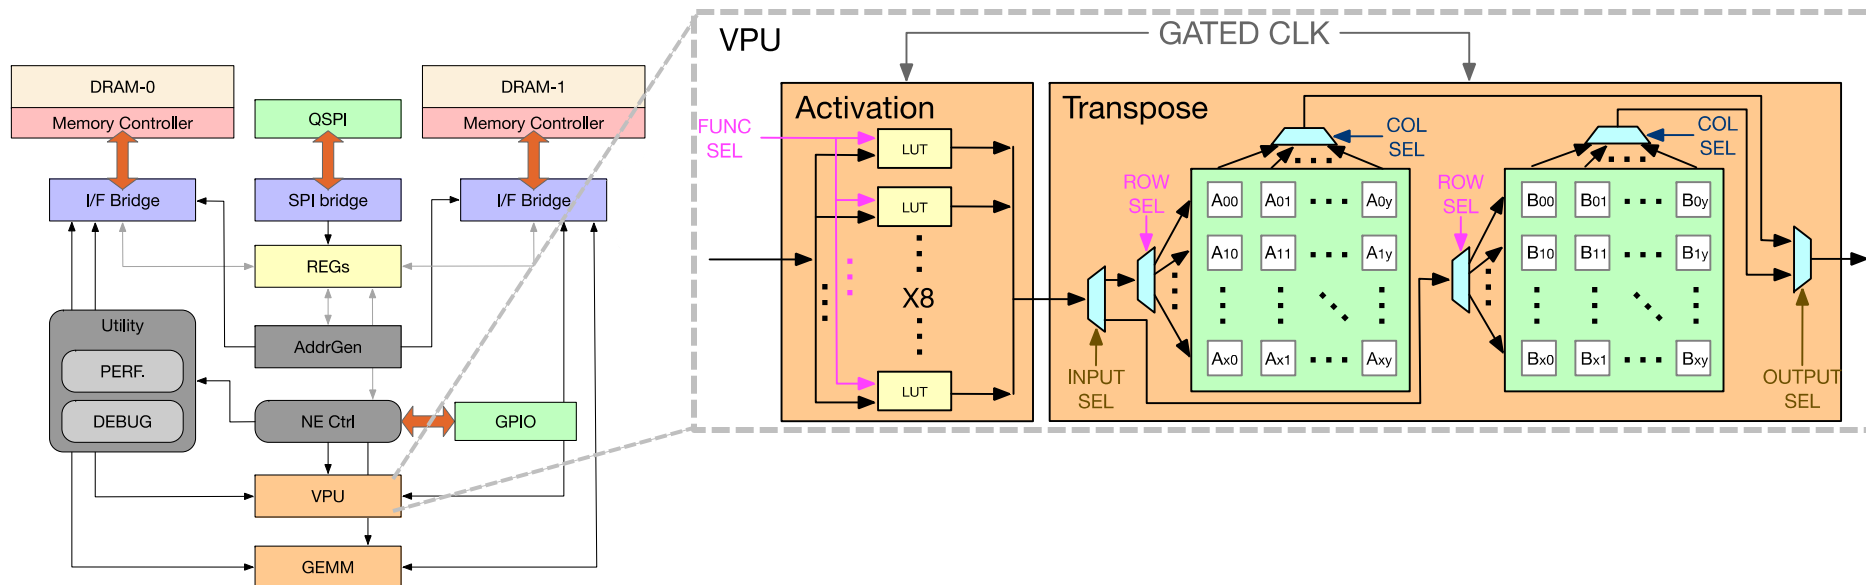 DRAM-0
Memory Controller
QSPI
DRAM-1
Memory Controller
I/F Bridge
SPI bridge
I/F Bridge
REGs
Utility
PERF.
DEBUG
AddrGen
NE Ctrl
GPIO
VPU
GEMM
VPU
GATED CLK
Activation
FUNC
SEL
LUT
LUT
X8
LUT
Transpose
INPUT
SEL
ROW
SEL
COL
SEL
A00 A01 A0y
A10 A11 A1y
Ax0 Ax1 Axy
ROW
SEL
COL
SEL
B00 B01 B0y
B10 B11 B1y
Bx0 Bx1 Bxy
OUTPUT
SEL